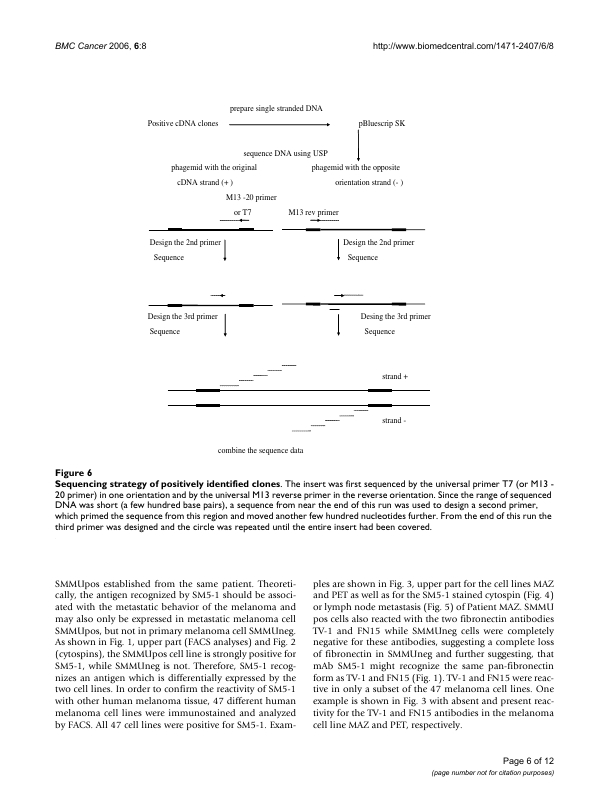 BMC Cancer 2006, 6:8
http://www.biomedcentral.com/1471-2407/6/8
prepare single stranded DNA
Positive cDNA clones
pBluescrip SK
sequence DNA using USP
phagemid with the original
phagemid with the opposite
cDNA strand (+ )
orientation strand (- )
M13 -20 primer
or T7
M13 rev primer
Design the 2nd primer
Design the 2nd primer
Sequence
Sequence
Design the 3rd primer
Desing the 3rd primer
Sequence
Sequence
strand +
strand -
combine the sequence data
Figure 6
Sequencing strategy of positively identified clones. The insert was first sequenced by the universal primer T7 (or M13 -
20 primer) in one orientation and by the universal M13 reverse primer in the reverse orientation. Since the range of sequenced
DNA was short (a few hundred base pairs), a sequence from near the end of this run was used to design a second primer,
which primed the sequence from this region and moved another few hundred nucleotides further. From the end of this run the
third primer was designed and the circle was repeated until the entire insert had been covered.
SMMUpos established from the same patient. Theoreti-
cally, the antigen recognized by SM5-1 should be associ-
ated with the metastatic behavior of the melanoma and
may also only be expressed in metastatic melanoma cell
SMMUpos, but not in primary melanoma cell SMMUneg.
As shown in Fig. 1, upper part (FACS analyses) and Fig. 2
(cytospins), the SMMUpos cell line is strongly positive for
SM5-1, while SMMUneg is not. Therefore, SM5-1 recog-
nizes an antigen which is differentially expressed by the
two cell lines. In order to confirm the reactivity of SM5-1
with other human melanoma tissue, 47 different human
melanoma cell lines were immunostained and analyzed
by FACS. All 47 cell lines were positive for SM5-1. Exam-
ples are shown in Fig. 3, upper part for the cell lines MAZ
and PET as well as for the SM5-1 stained cytospin (Fig. 4)
or lymph node metastasis (Fig. 5) of Patient MAZ. SMMU
pos cells also reacted with the two fibronectin antibodies
TV-1 and FN15 while SMMUneg cells were completely
negative for these antibodies, suggesting a complete loss
of fibronectin in SMMUneg and further suggesting, that
mAb SM5-1 might recognize the same pan-fibronectin
form as TV-1 and FN15 (Fig. 1). TV-1 and FN15 were reac-
tive in only a subset of the 47 melanoma cell lines. One
example is shown in Fig. 3 with absent and present reac-
tivity for the TV-1 and FN15 antibodies in the melanoma
cell line MAZ and PET, respectively.
Page 6 of 12
(page number not for citation purposes)